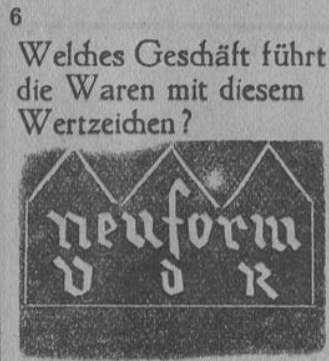 6
Welches Geschäft führt
die Waren mit diesem
Wertzeichen?
neuform
V D R